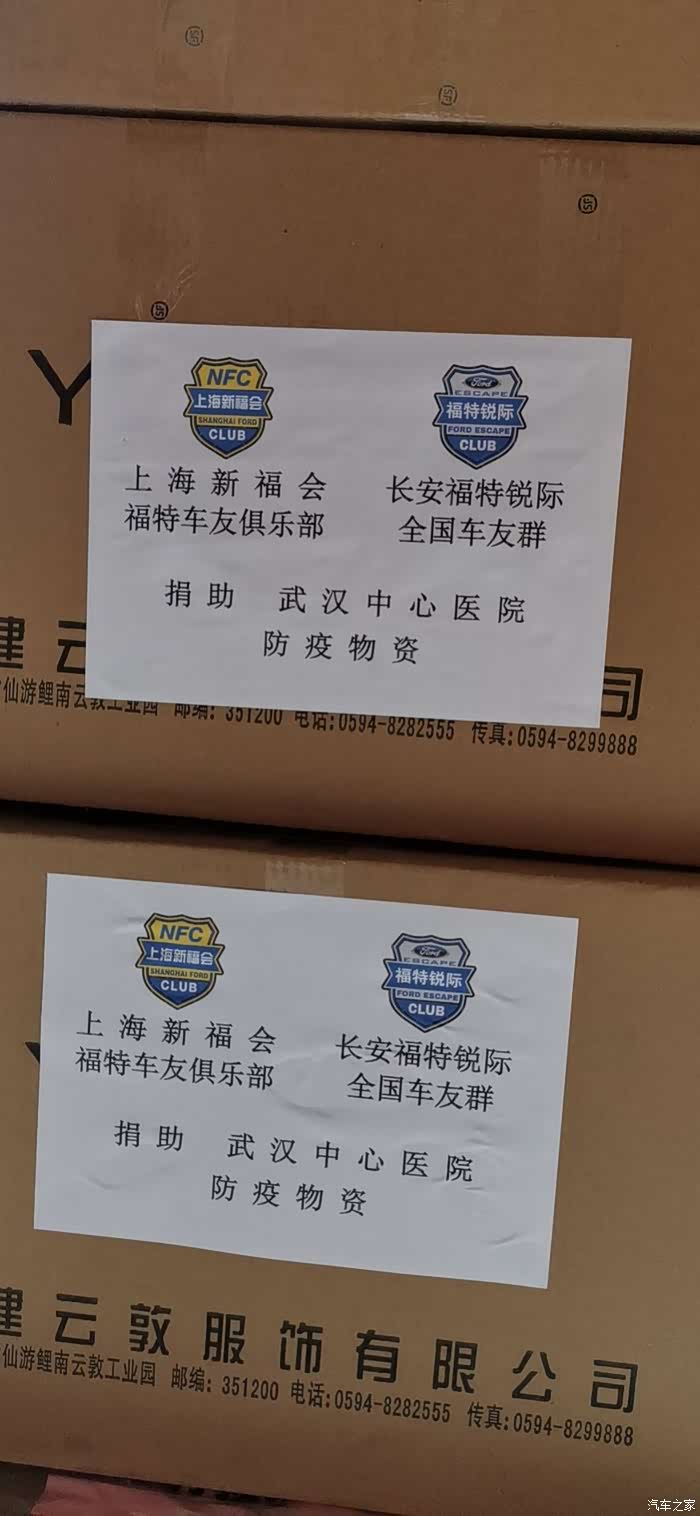 Y
NFC
上海新福会
SHANGHAI FORD
CLUB
Ford
ESCAPE
福特锐际
FORD ESCAPE
CLUB
上海新福会
福特车友俱乐部
长安福特锐际
全国车友群
捐助 武汉中心医院
防疫物资
建云
司
仙游鲤南云敦工业园 邮编: 351200 电话:0594-8282555 传真:0594-8299888
NFC
上海新福会
SHANGHAI FORD
CLUB
Ford
ESCAPE
福特锐际
FORD ESCAPE
CLUB
上海新福会
福特车友俱乐部
长安福特锐际
全国车友群
捐助 武汉中心医院
防疫物资
建云敦服饰有限公司
仙游鲤南云敦工业园 邮编: 351200 电话:0594-8282555 传真:0594-8299888
汽车之家